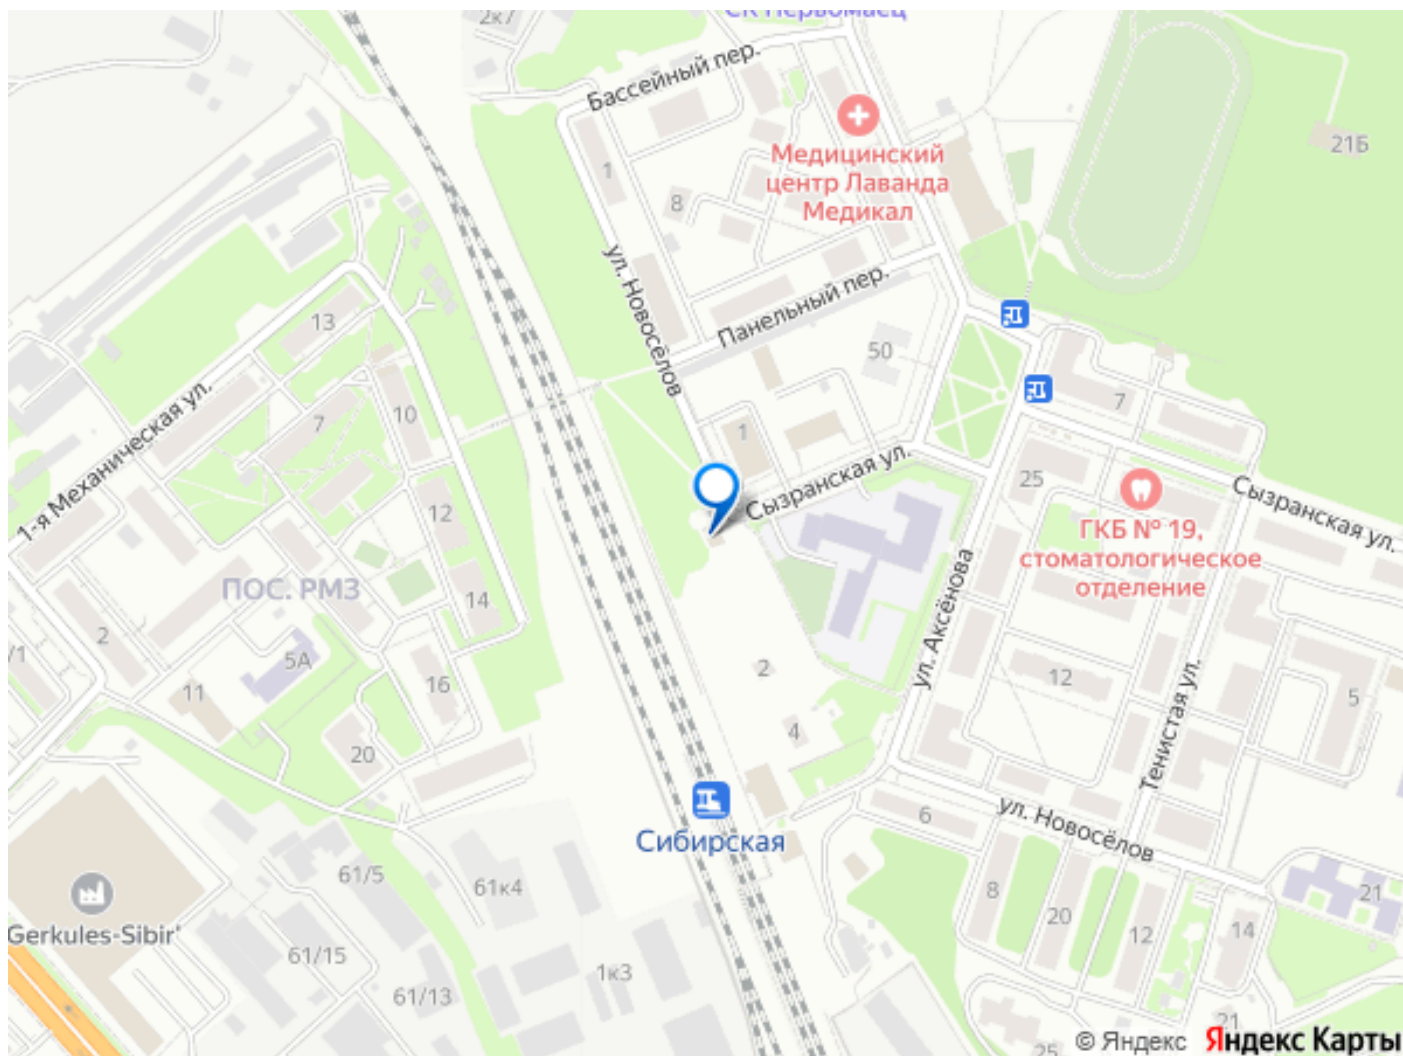 2к7
СК Первомаец
Бассейный пер.
Медицинский
центр Лаванда
Медикал
21Б
1
8
ул. Новосёлов
Панельный пер.
13
50
7
10
1
7
1-я Механическая ул.
Сызранская ул.
25
12
ГКБ № 19,
стоматологическое
отделение
Сызранская ул.
ПОС. РМЗ
14
ул. Аксёнова
2
/1
5А
11
16
2
12
5
4
20
Тенистая ул.
Сибирская
6
ул. Новосёлов
61/5
61к4
8
20
12
14
21
Gerkules-Sibir'
61/15
1к3
61/13
21
25
© Яндекс Яндекс Карты